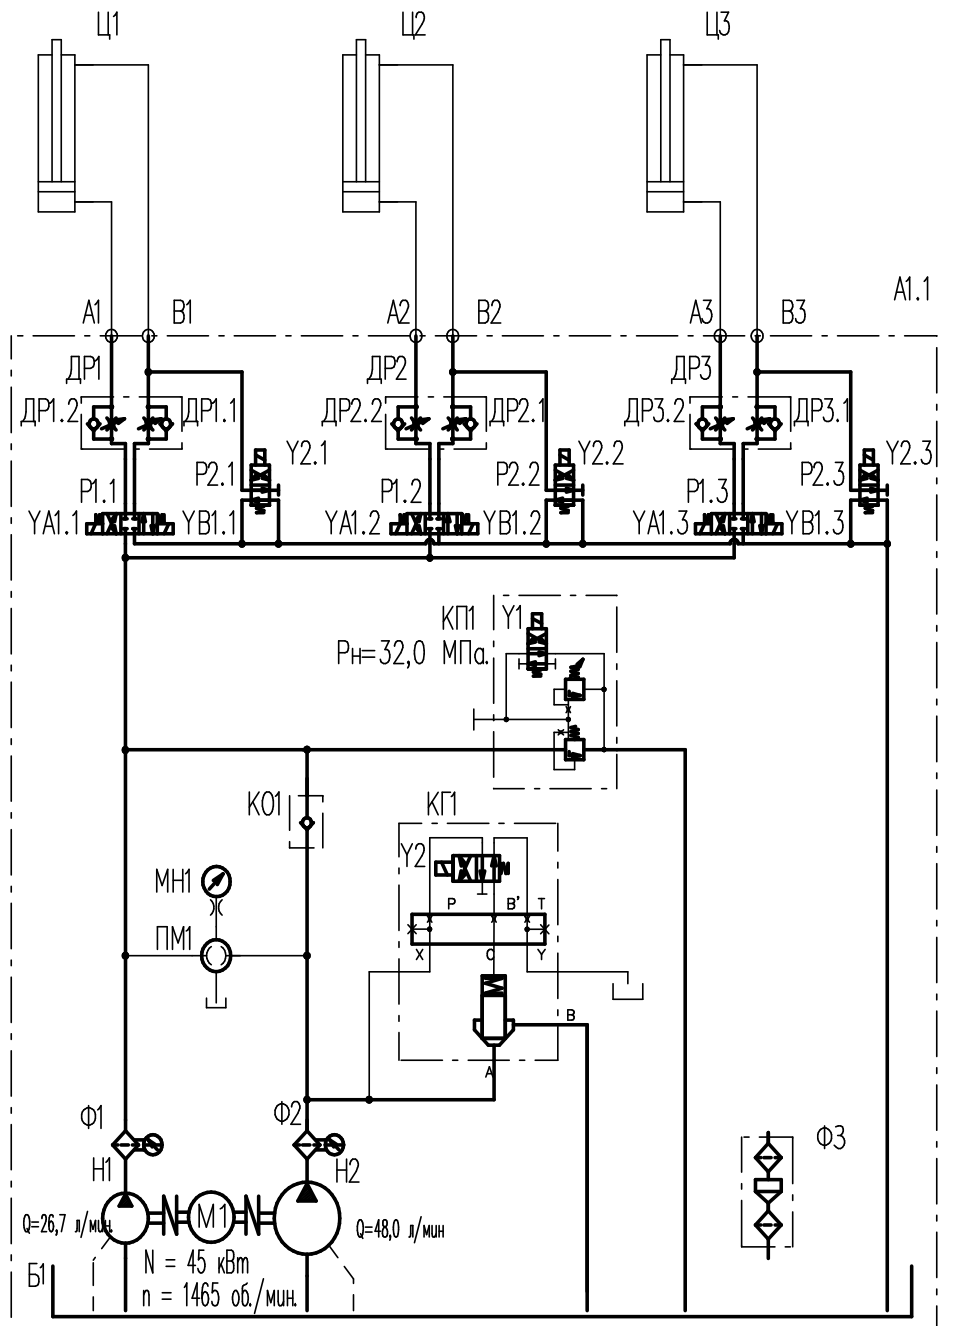 Ц1 Ц2 Ц3
А1.1
А1 В1 А2 В2 А3 В3
ДР1 ДР2 ДР3
ДР1.2 ДР1.1 ДР2.2 ДР2.1 ДР3.2 ДР3.1
Р2.1 Y2.1 Р2.2 Y2.2 Р2.3 Y2.3
Р1.1 Р1.2 Р1.3
YA1.1 YB1.1 YA1.2 YB1.2 YA1.3 YB1.3
КП1 Y1
Рн=32,0 МПа.
КО1 КГ1
Y2
МН1
P B' T
ПМ1
X C Y
B
A
Ф1 Ф2
Ф3
Н1 Н2
М1
Q=26,7 л/мин. Q=48,0 л/мин
N = 45 кВт
Б1
n = 1465 об./мин.